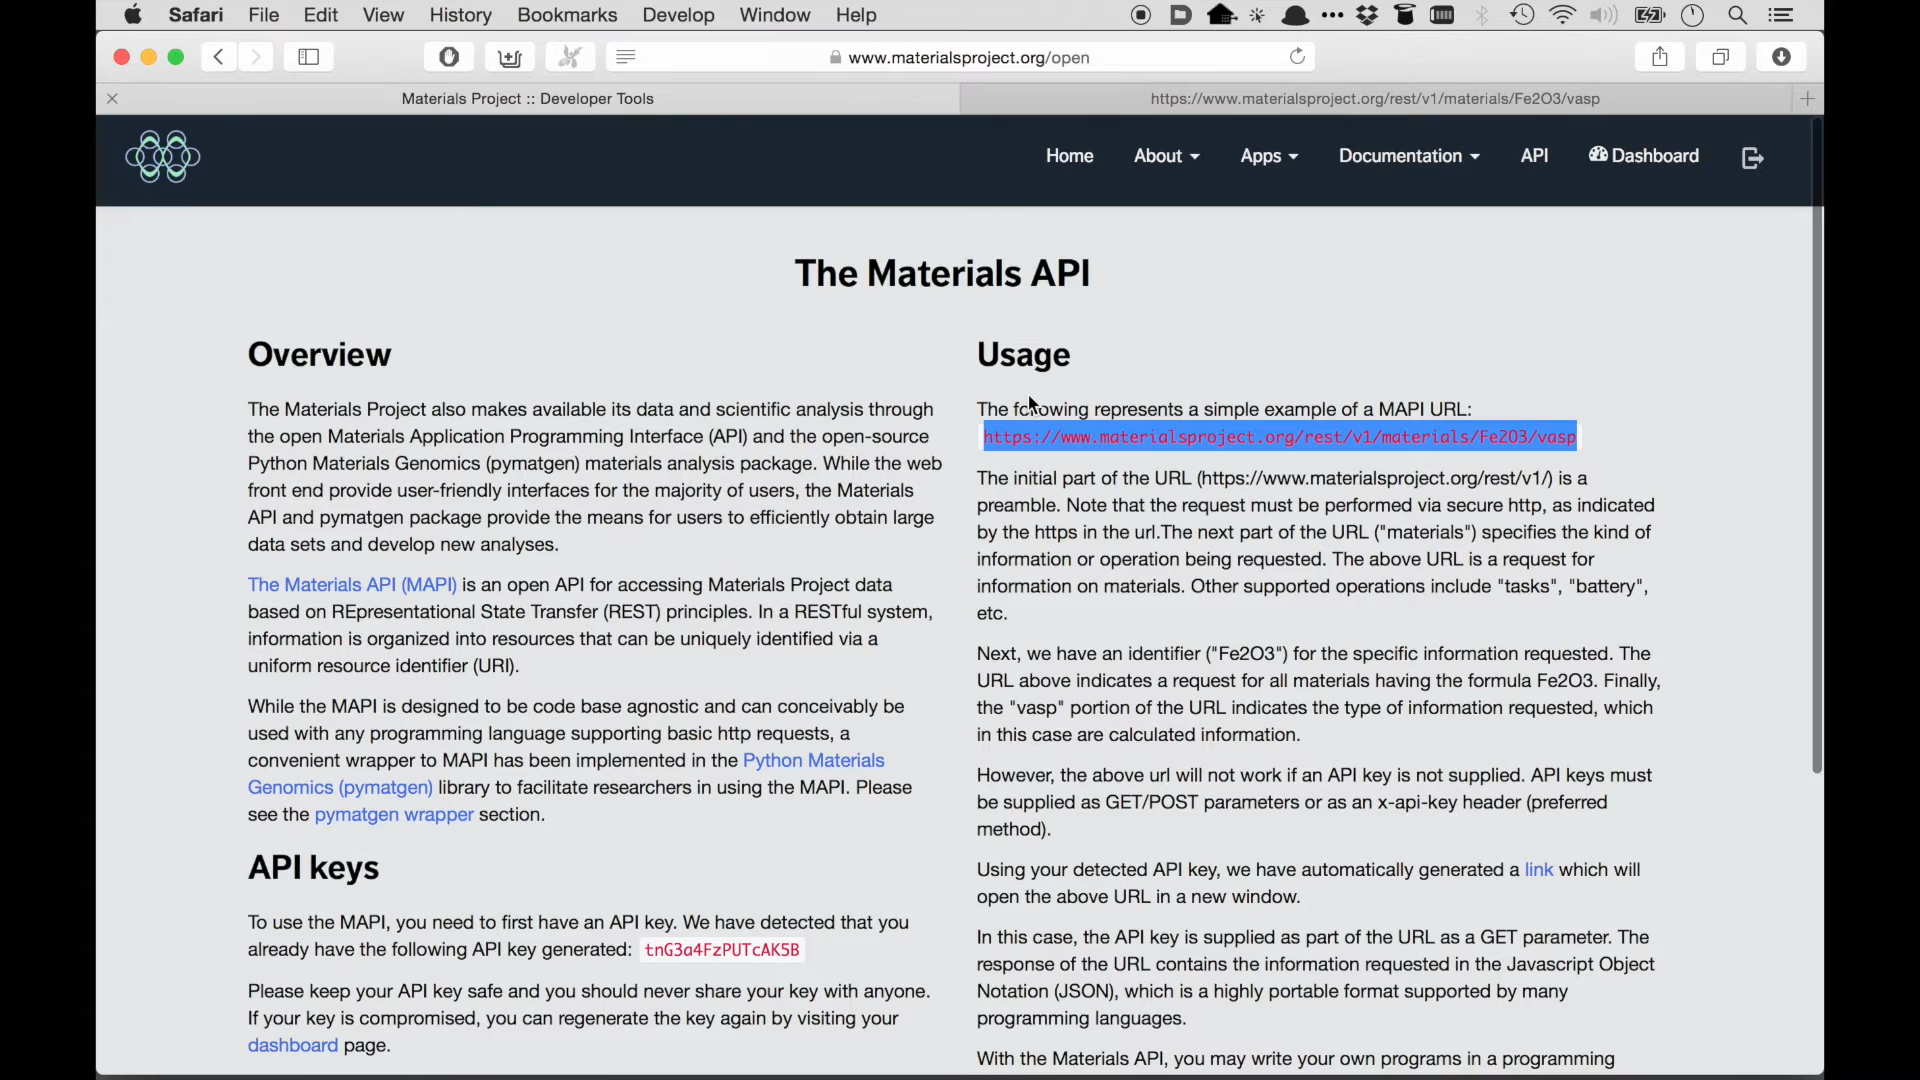 Safari File Edit View History Bookmarks Develop Window Help
www.materialsproject.org/open
Materials Project :: Developer Tools
https://www.materialsproject.org/rest/v1/materials/Fe2O3/vasp
Home About Apps Documentation API Dashboard
The Materials API
Overview
The Materials Project also makes available its data and scientific analysis through
the open Materials Application Programming Interface (API) and the open-source
Python Materials Genomics (pymatgen) materials analysis package. While the web
front end provide user-friendly interfaces for the majority of users, the Materials
API and pymatgen package provide the means for users to efficiently obtain large
data sets and develop new analyses.
The Materials API (MAPI) is an open API for accessing Materials Project data
based on REpresentational State Transfer (REST) principles. In a RESTful system,
information is organized into resources that can be uniquely identified via a
uniform resource identifier (URI).
While the MAPI is designed to be code base agnostic and can conceivably be
used with any programming language supporting basic http requests, a
convenient wrapper to MAPI has been implemented in the Python Materials
Genomics (pymatgen) library to facilitate researchers in using the MAPI. Please
see the pymatgen wrapper section.
API keys
To use the MAPI, you need to first have an API key. We have detected that you
already have the following API key generated: tnG3a4FzPUTcAK5B
Please keep your API key safe and you should never share your key with anyone.
If your key is compromised, you can regenerate the key again by visiting your
dashboard page.
Usage
The following represents a simple example of a MAPI URL:
https://www.materialsproject.org/rest/v1/materials/Fe2O3/vasp
The initial part of the URL (https://www.materialsproject.org/rest/v1/) is a
preamble. Note that the request must be performed via secure http, as indicated
by the https in the url.The next part of the URL ("materials") specifies the kind of
information or operation being requested. The above URL is a request for
information on materials. Other supported operations include "tasks", "battery",
etc.
Next, we have an identifier ("Fe2O3") for the specific information requested. The
URL above indicates a request for all materials having the formula Fe2O3. Finally,
the "vasp" portion of the URL indicates the type of information requested, which
in this case are calculated information.
However, the above url will not work if an API key is not supplied. API keys must
be supplied as GET/POST parameters or as an x-api-key header (preferred
method).
Using your detected API key, we have automatically generated a link which will
open the above URL in a new window.
In this case, the API key is supplied as part of the URL as a GET parameter. The
response of the URL contains the information requested in the Javascript Object
Notation (JSON), which is a highly portable format supported by many
programming languages.
With the Materials API, you may write your own programs in a programming